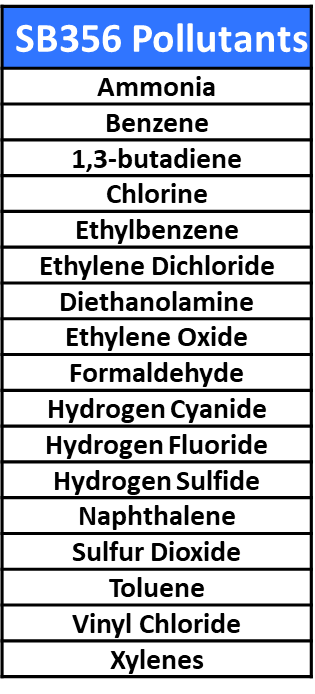 SB356 Pollutants
Ammonia
Benzene
1,3-butadiene
Chlorine
Ethylbenzene
Ethylene Dichloride
Diethanolamine
Ethylene Oxide
Formaldehyde
Hydrogen Cyanide
Hydrogen Fluoride
Hydrogen Sulfide
Naphthalene
Sulfur Dioxide
Toluene
Vinyl Chloride
Xylenes